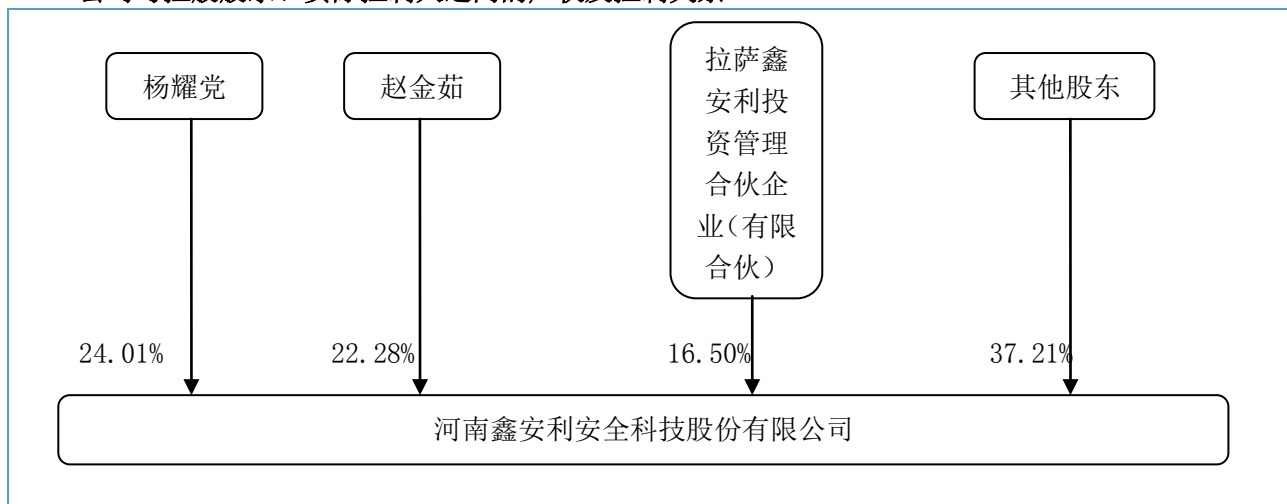 杨耀党
赵金茹
拉萨鑫
安利投
资管理
合伙企
业(有限
合伙)
其他股东
24.01%
22.28%
16.50%
37.21%
河南鑫安利安全科技股份有限公司